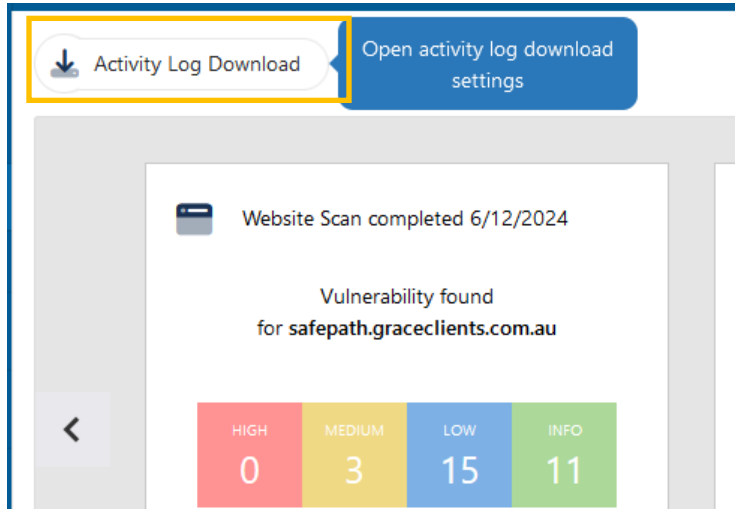 Activity Log Download
Open activity log download
settings
Website Scan completed 6/12/2024
Vulnerability found
for safepath.graceclients.com.au
HIGH MEDIUM LOW INFO
0 3 15 11